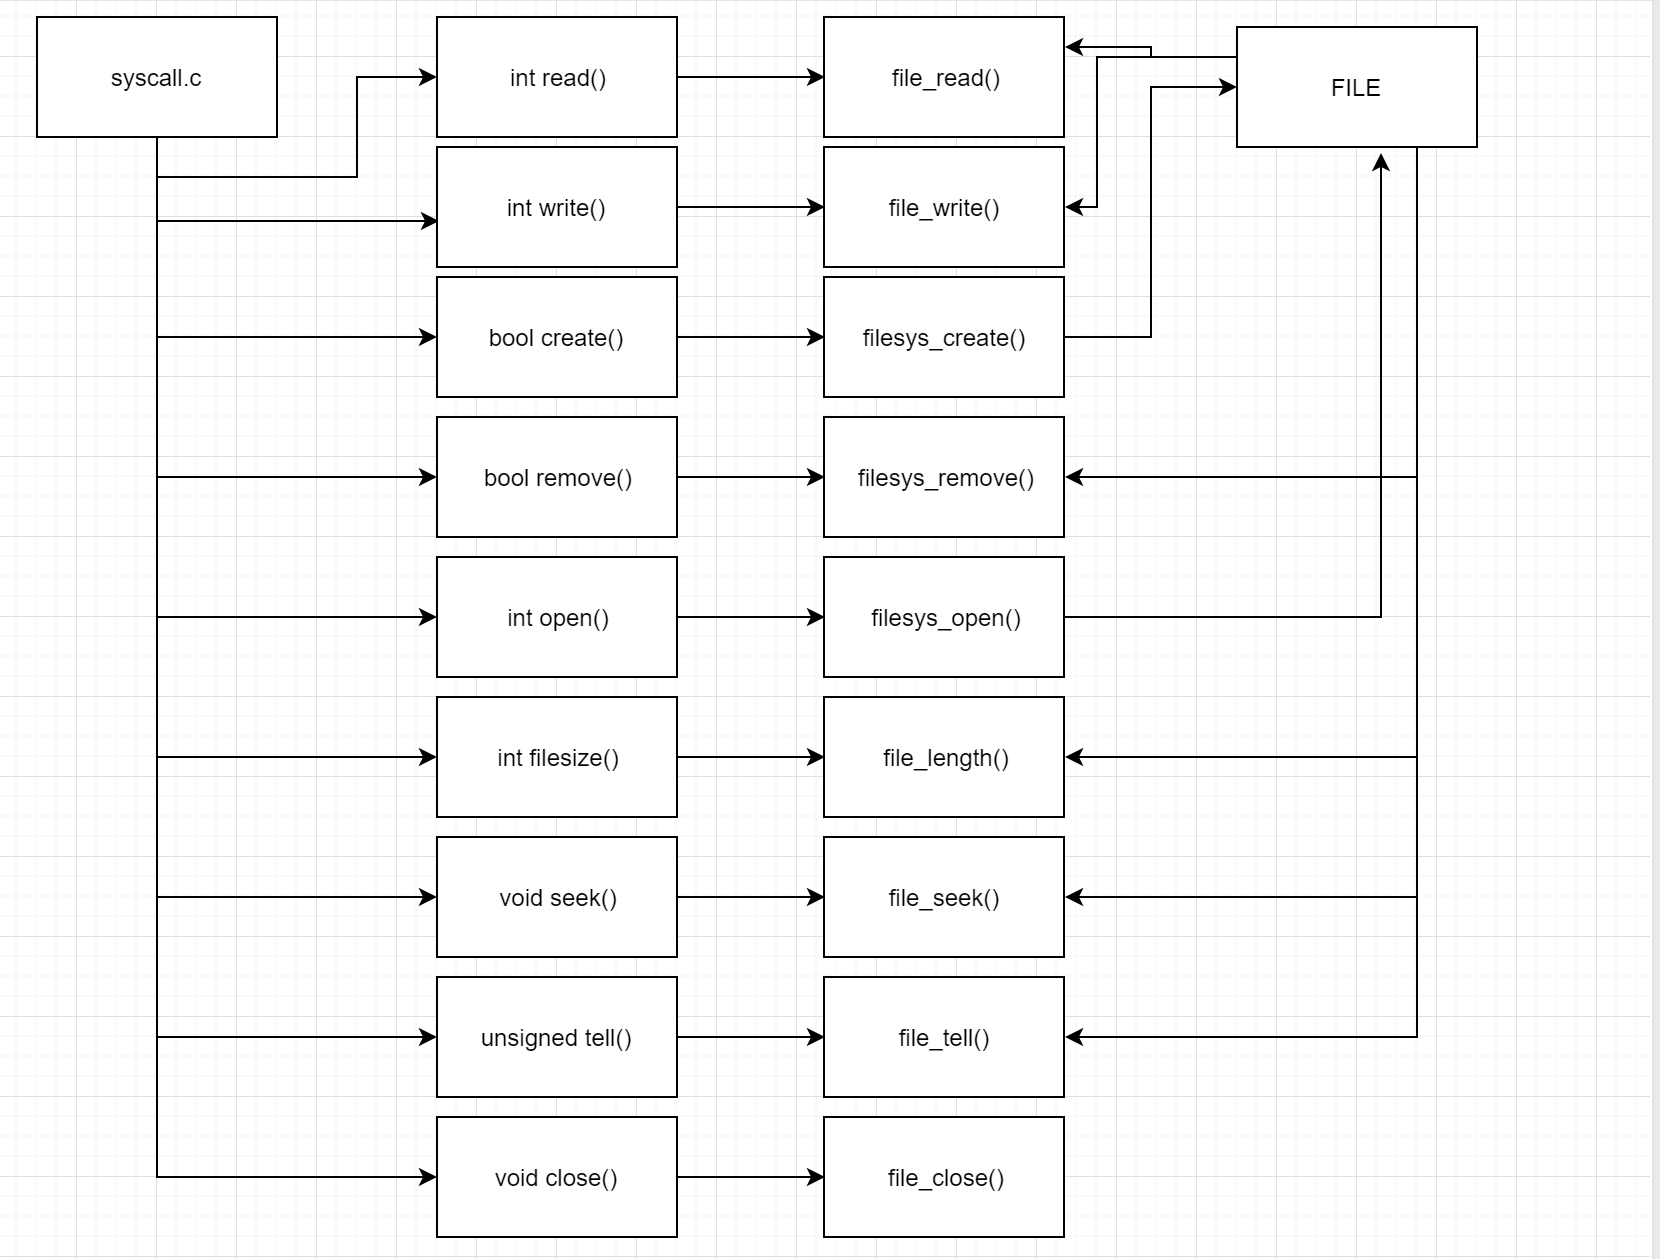 syscall.c
int read()
file_read()
FILE
int write()
file_write()
bool create()
filesys_create()
bool remove()
filesys_remove()
int open()
filesys_open()
int filesize()
file_length()
void seek()
file_seek()
unsigned tell()
file_tell()
void close()
file_close()